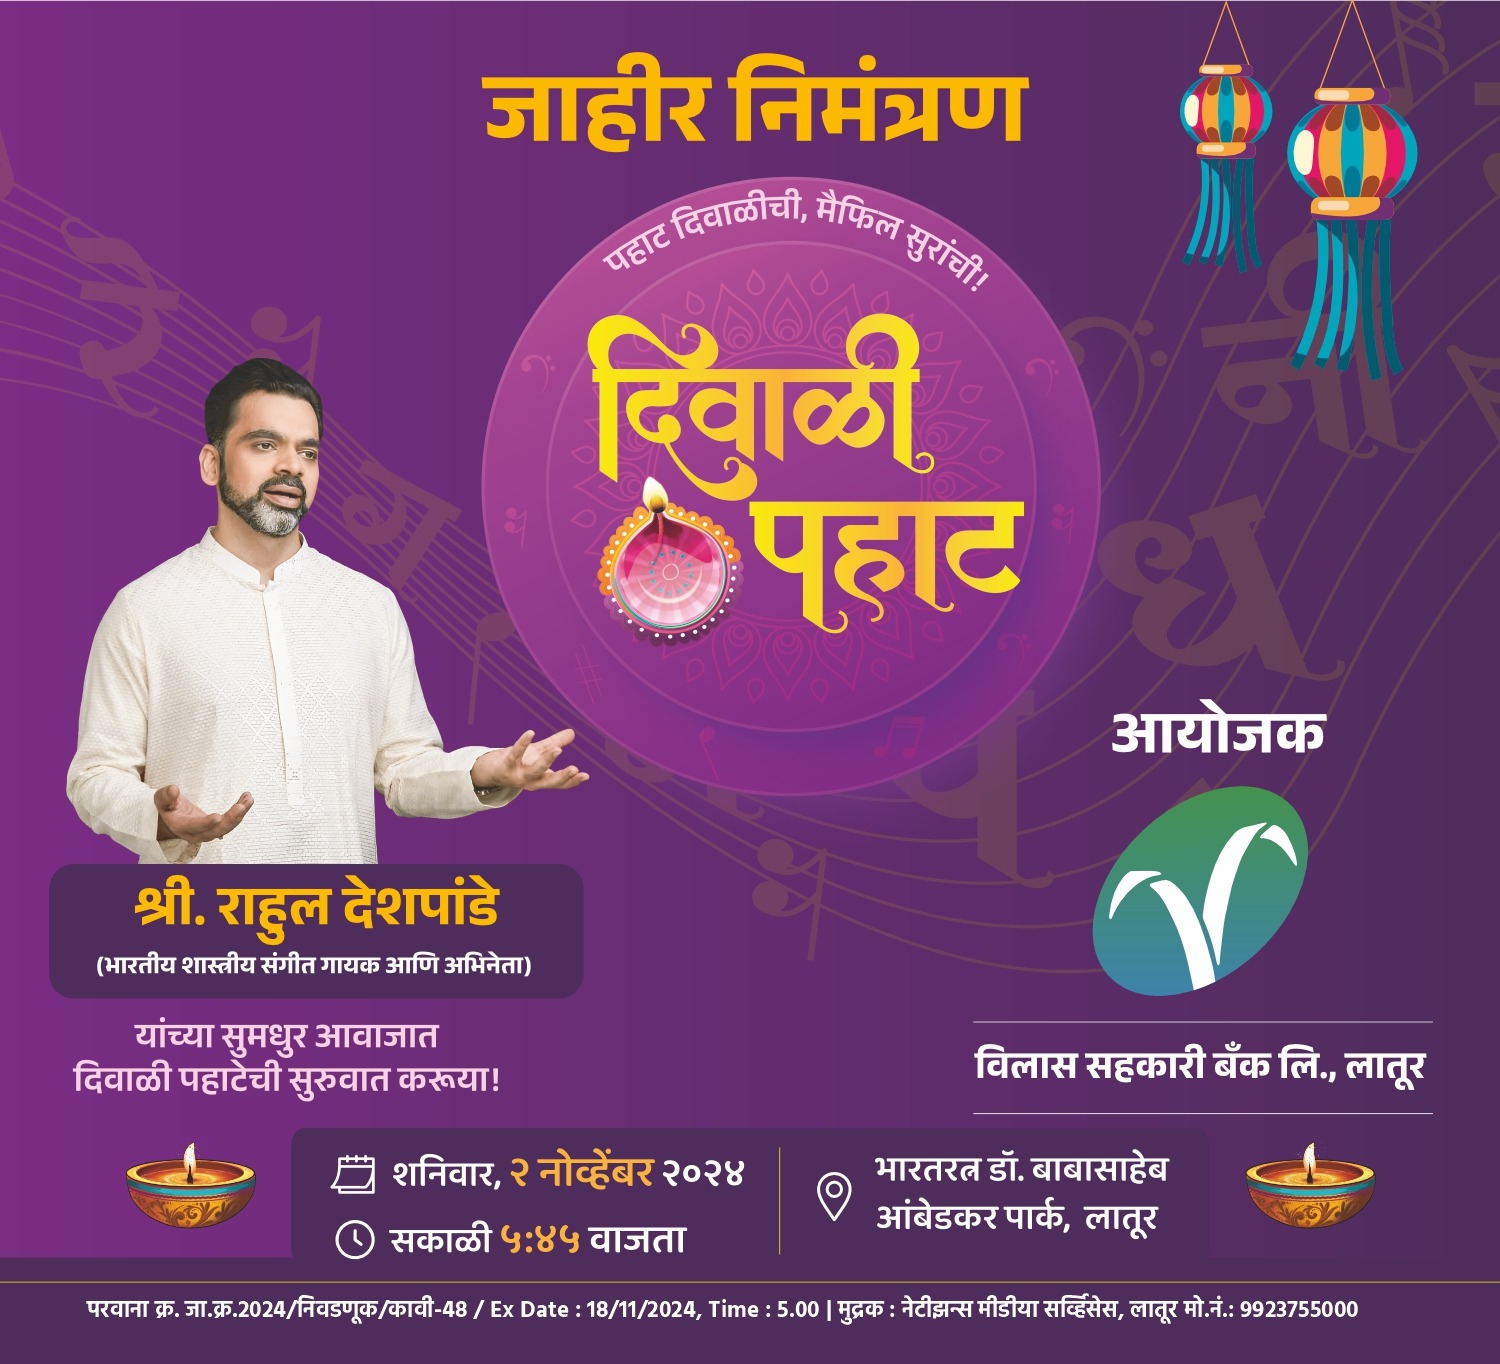 जाहीर निमंत्रण
पहाट दिवाळीची, मैफिल सुरांची!
दिवाळी
पहाट
रे
ग
नी
ध
प
आयोजक
श्री. राहुल देशपांडे
(भारतीय शास्त्रीय संगीत गायक आणि अभिनेता)
यांच्या सुमधुर आवाजात
दिवाळी पहाटेची सुरुवात करूया!
विलास सहकारी बँक लि., लातूर
शनिवार, २ नोव्हेंबर २०२४
सकाळी ५:४५ वाजता
भारतरत्न डॉ. बाबासाहेब
आंबेडकर पार्क, लातूर
परवाना क्र. जा.क्र.2024/निवडणूक/कावी-48 / Ex Date : 18/11/2024, Time : 5.00 | मुद्रक : नेटीझन्स मीडीया सर्व्हिसेस, लातूर मो.नं.: 9923755000